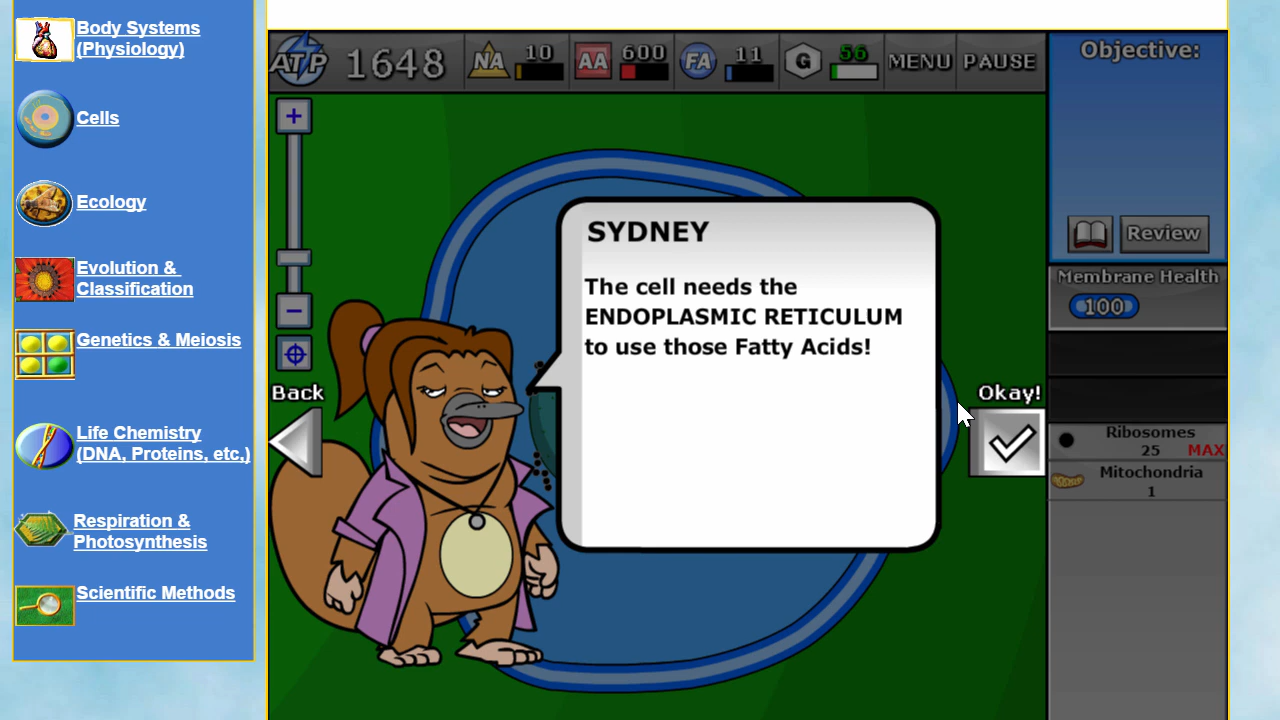 Body Systems
(Physiology)
Cells
Ecology
Evolution &
Classification
Genetics & Meiosis
Life Chemistry
(DNA, Proteins, etc,)
Respiration &
Photosynthesis
Scientific Methods
ATP 1648 NA 10 AA 600 FA 11 G 56 MENU PAUSE
Objective:
Review
Membrane Health
100
Ribosomes
25 MAX
Mitochondria
1
+
−
Back
SYDNEY
The cell needs the
ENDOPLASMIC RETICULUM
to use those Fatty Acids!
Okay!